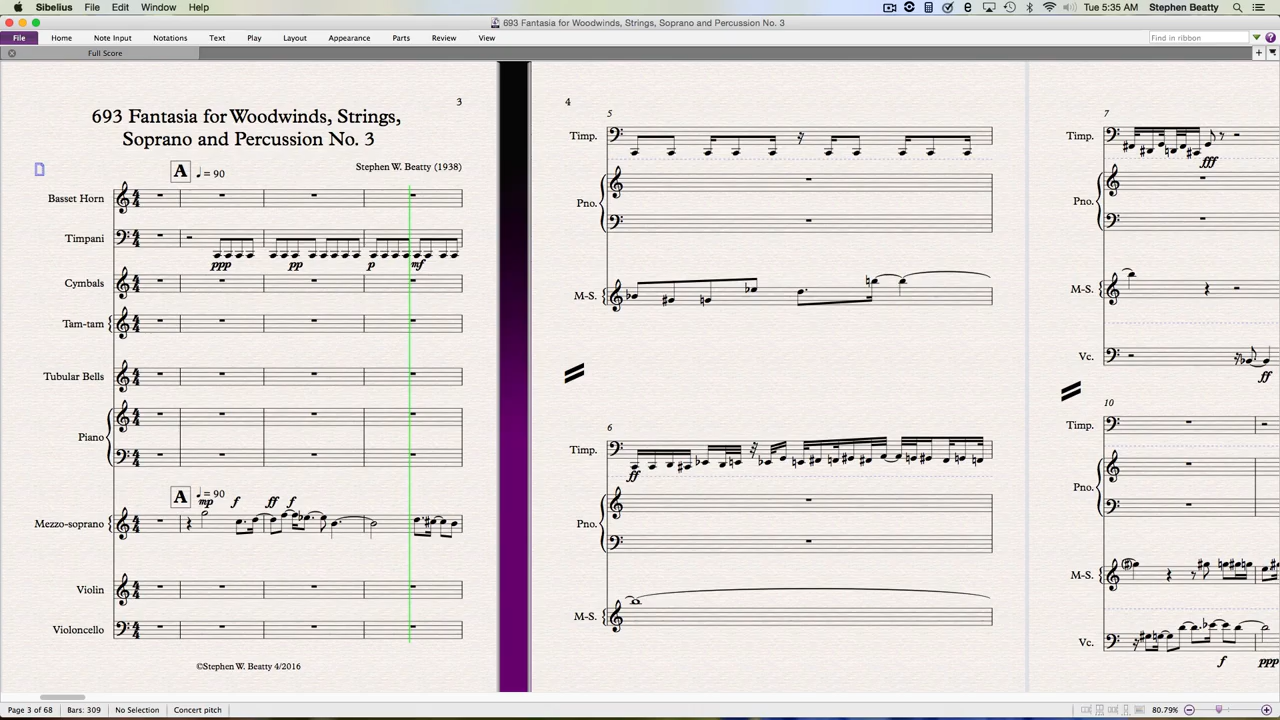 Sibelius File Edit Window Help
Tue 5:35 AM Stephen Beatty
693 Fantasia for Woodwinds, Strings, Soprano and Percussion No. 3
File Home Note Input Notations Text Play Layout Appearance Parts Review View
Find in ribbon
Full Score
3
693 Fantasia for Woodwinds, Strings,
Soprano and Percussion No. 3
Stephen W. Beatty (1938)
A ♩ = 90
Basset Horn
Timpani
ppp pp p mf
Cymbals
Tam-tam
Tubular Bells
Piano
A ♩ = 90
mp f ff f
Mezzo-soprano
Violin
Violoncello
©Stephen W. Beatty 4/2016
4
5
Timp.
Pno.
M-S.
6
Timp.
ff
Pno.
M-S.
7
Timp.
fff
Pno.
M-S.
Vc.
ff
10
Timp.
Pno.
M-S.
Vc.
f ppp
Page 3 of 68 Bars: 309 No Selection Concert pitch
80.79%